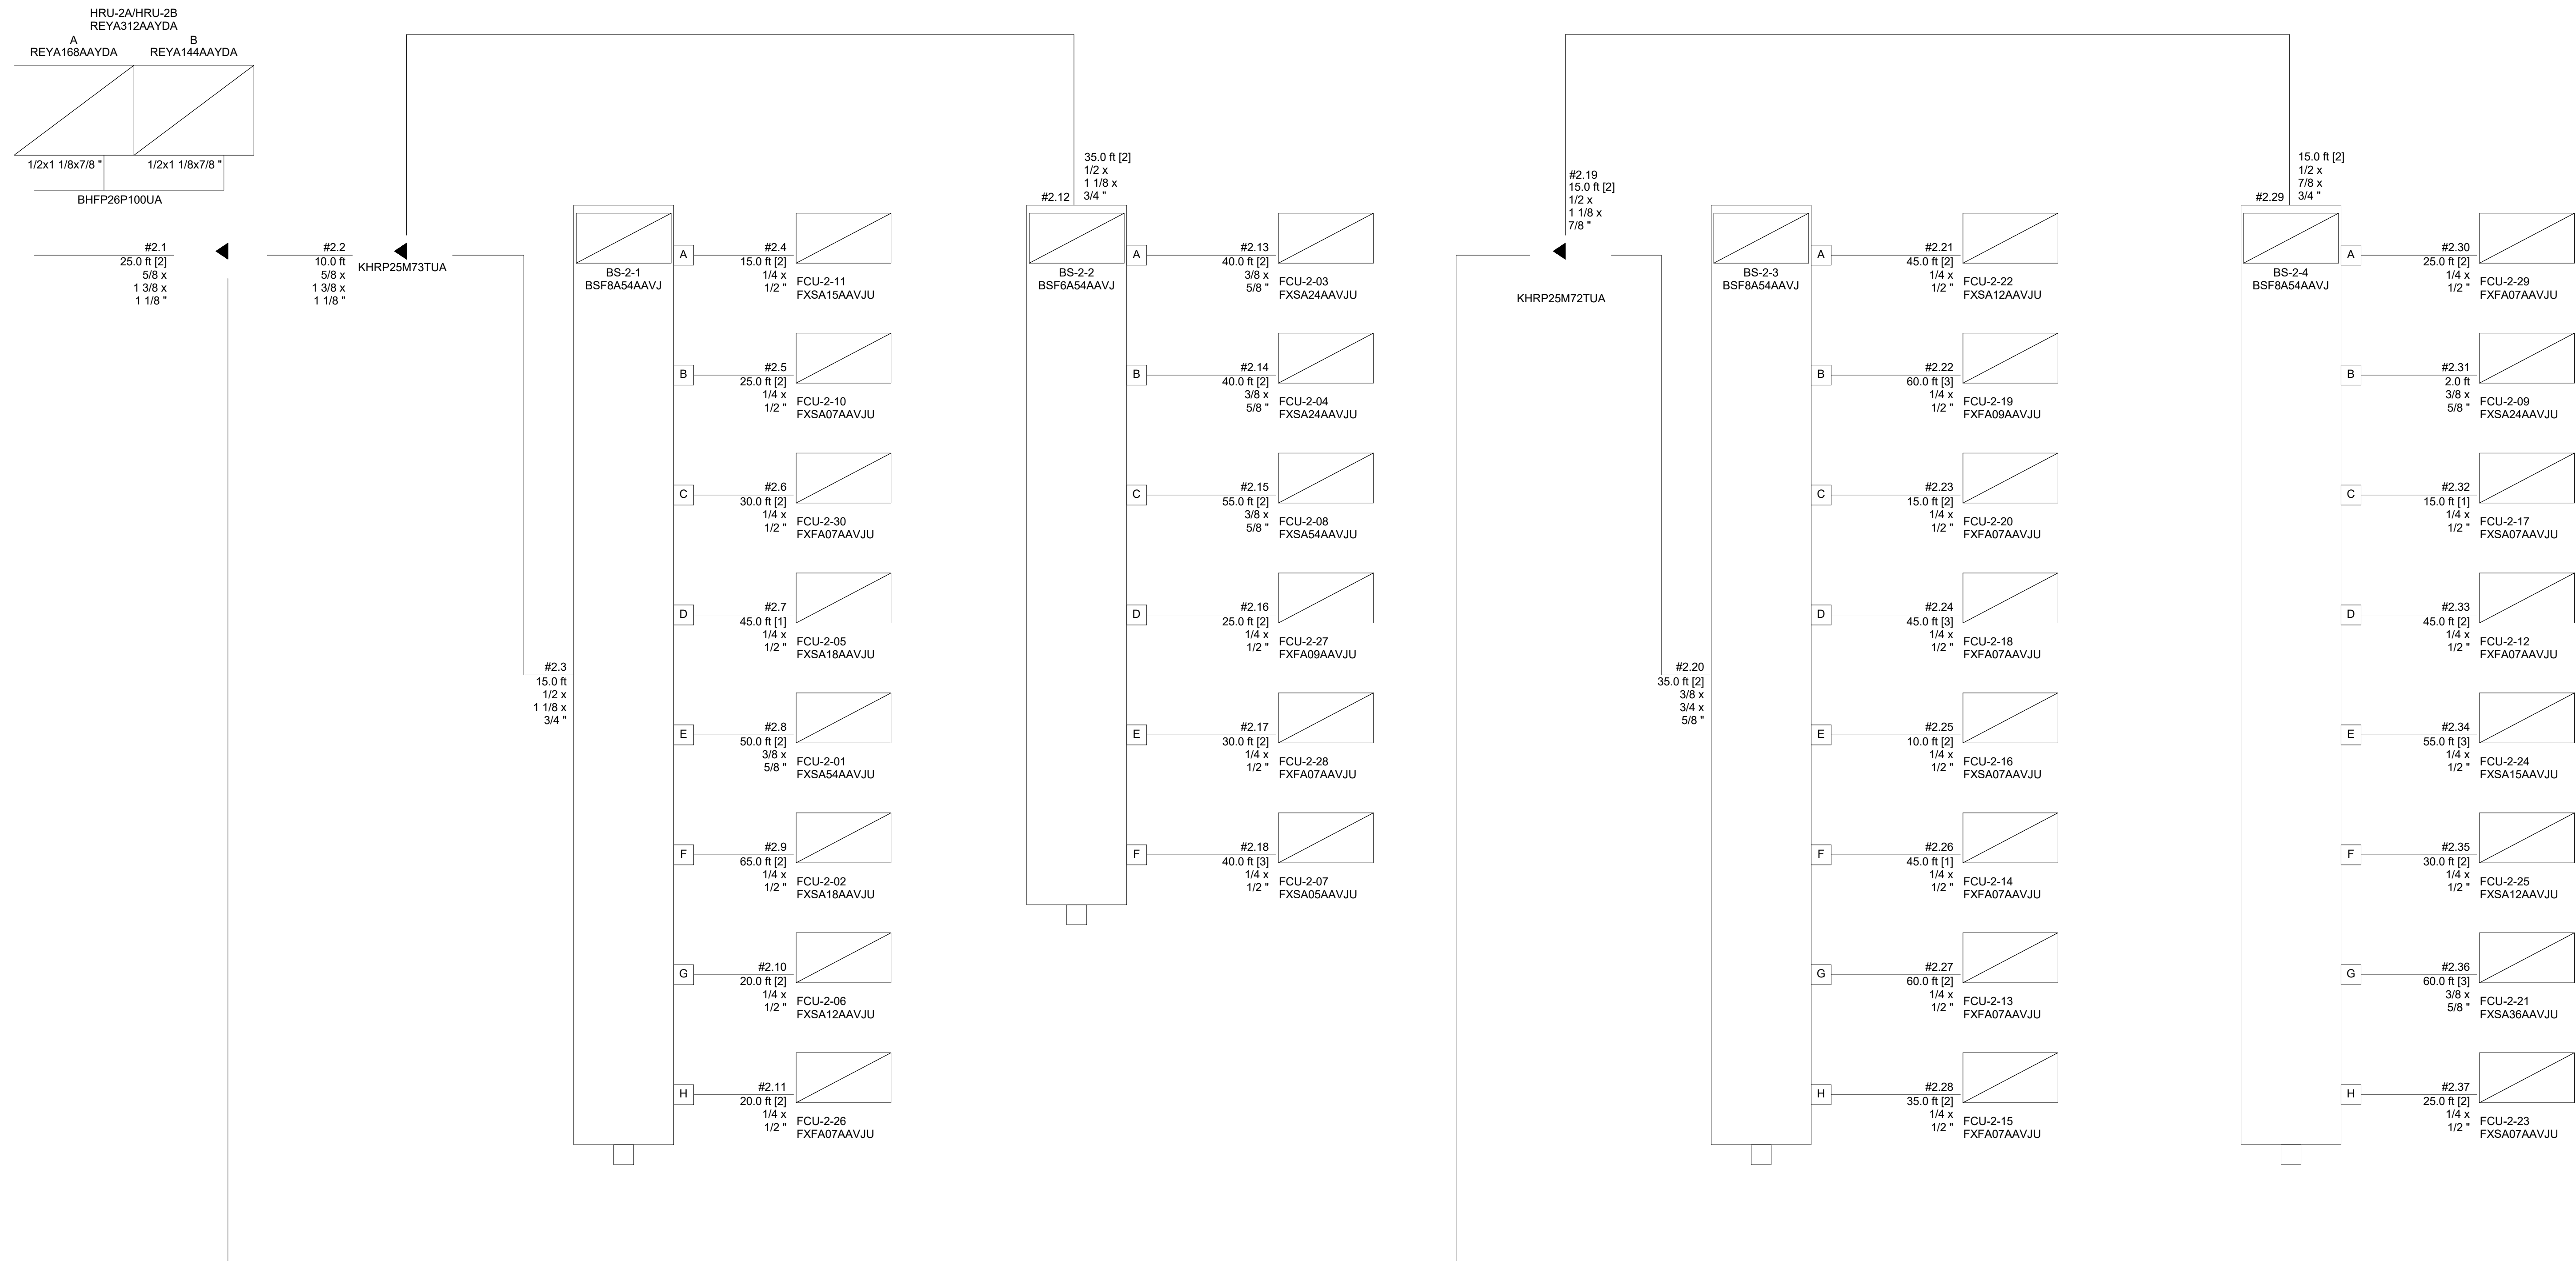 HRU-2A/HRU-2B
REYA312AAYDA
A
REYA168AAYDA
B
REYA144AAYDA
1/2x1 1/8x7/8 "
1/2x1 1/8x7/8 "
BHFP26P100UA
#2.1
25.0 ft [2]
5/8 x
1 3/8 x
1 1/8 "
#2.2
10.0 ft
5/8 x
1 3/8 x
1 1/8 "
KHRP25M73TUA
#2.3
15.0 ft
1/2 x
1 1/8 x
3/4 "
BS-2-1
BSF8A54AAVJ
A
#2.4
15.0 ft [2]
1/4 x
1/2 "
FCU-2-11
FXSA15AAVJU
B
#2.5
25.0 ft [2]
1/4 x
1/2 "
FCU-2-10
FXSA07AAVJU
C
#2.6
30.0 ft [2]
1/4 x
1/2 "
FCU-2-30
FXFA07AAVJU
D
#2.7
45.0 ft [1]
1/4 x
1/2 "
FCU-2-05
FXSA18AAVJU
E
#2.8
50.0 ft [2]
3/8 x
5/8 "
FCU-2-01
FXSA54AAVJU
F
#2.9
65.0 ft [2]
1/4 x
1/2 "
FCU-2-02
FXSA18AAVJU
G
#2.10
20.0 ft [2]
1/4 x
1/2 "
FCU-2-06
FXSA12AAVJU
H
#2.11
20.0 ft [2]
1/4 x
1/2 "
FCU-2-26
FXFA07AAVJU
#2.12
35.0 ft [2]
1/2 x
1 1/8 x
3/4 "
BS-2-2
BSF6A54AAVJ
A
#2.13
40.0 ft [2]
3/8 x
5/8 "
FCU-2-03
FXSA24AAVJU
B
#2.14
40.0 ft [2]
3/8 x
5/8 "
FCU-2-04
FXSA24AAVJU
C
#2.15
55.0 ft [2]
3/8 x
5/8 "
FCU-2-08
FXSA54AAVJU
D
#2.16
25.0 ft [2]
1/4 x
1/2 "
FCU-2-27
FXFA09AAVJU
E
#2.17
30.0 ft [2]
1/4 x
1/2 "
FCU-2-28
FXFA07AAVJU
F
#2.18
40.0 ft [3]
1/4 x
1/2 "
FCU-2-07
FXSA05AAVJU
#2.19
15.0 ft [2]
1/2 x
1 1/8 x
7/8 "
KHRP25M72TUA
#2.20
35.0 ft [2]
3/8 x
3/4 x
5/8 "
BS-2-3
BSF8A54AAVJ
A
#2.21
45.0 ft [2]
1/4 x
1/2 "
FCU-2-22
FXSA12AAVJU
B
#2.22
60.0 ft [3]
1/4 x
1/2 "
FCU-2-19
FXFA09AAVJU
C
#2.23
15.0 ft [2]
1/4 x
1/2 "
FCU-2-20
FXFA07AAVJU
D
#2.24
45.0 ft [3]
1/4 x
1/2 "
FCU-2-18
FXFA07AAVJU
E
#2.25
10.0 ft [2]
1/4 x
1/2 "
FCU-2-16
FXSA07AAVJU
F
#2.26
45.0 ft [1]
1/4 x
1/2 "
FCU-2-14
FXFA07AAVJU
G
#2.27
60.0 ft [2]
1/4 x
1/2 "
FCU-2-13
FXFA07AAVJU
H
#2.28
35.0 ft [2]
1/4 x
1/2 "
FCU-2-15
FXFA07AAVJU
#2.29
15.0 ft [2]
1/2 x
7/8 x
3/4 "
BS-2-4
BSF8A54AAVJ
A
#2.30
25.0 ft [2]
1/4 x
1/2 "
FCU-2-29
FXFA07AAVJU
B
#2.31
2.0 ft
3/8 x
5/8 "
FCU-2-09
FXSA24AAVJU
C
#2.32
15.0 ft [1]
1/4 x
1/2 "
FCU-2-17
FXSA07AAVJU
D
#2.33
45.0 ft [2]
1/4 x
1/2 "
FCU-2-12
FXFA07AAVJU
E
#2.34
55.0 ft [3]
1/4 x
1/2 "
FCU-2-24
FXSA15AAVJU
F
#2.35
30.0 ft [2]
1/4 x
1/2 "
FCU-2-25
FXSA12AAVJU
G
#2.36
60.0 ft [3]
3/8 x
5/8 "
FCU-2-21
FXSA36AAVJU
H
#2.37
25.0 ft [2]
1/4 x
1/2 "
FCU-2-23
FXSA07AAVJU